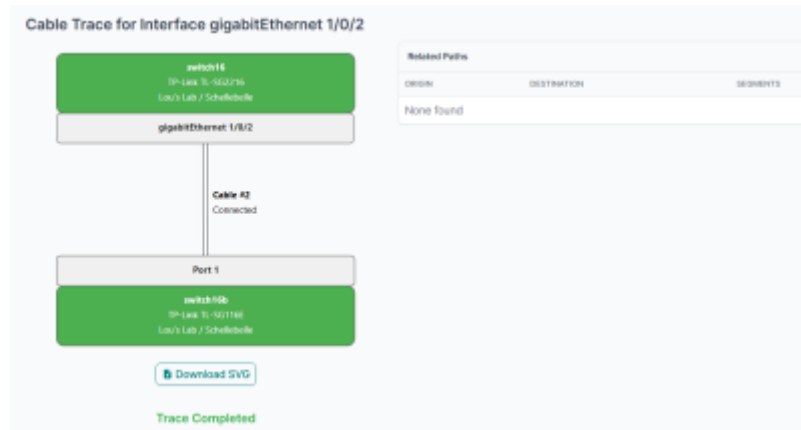 Cable Trace for Interface gigabitEthernet 1/0/2
switch16
TP-Link TL-SG2216
Lou's Lab / Schellebelle
gigabitEthernet 1/0/2
Cable #2
Connected
Port 1
switch16b
TP-Link TL-SG116E
Lou's Lab / Schellebelle
Download SVG
Trace Completed
Related Paths
ORIGIN DESTINATION SEGMENTS
None found